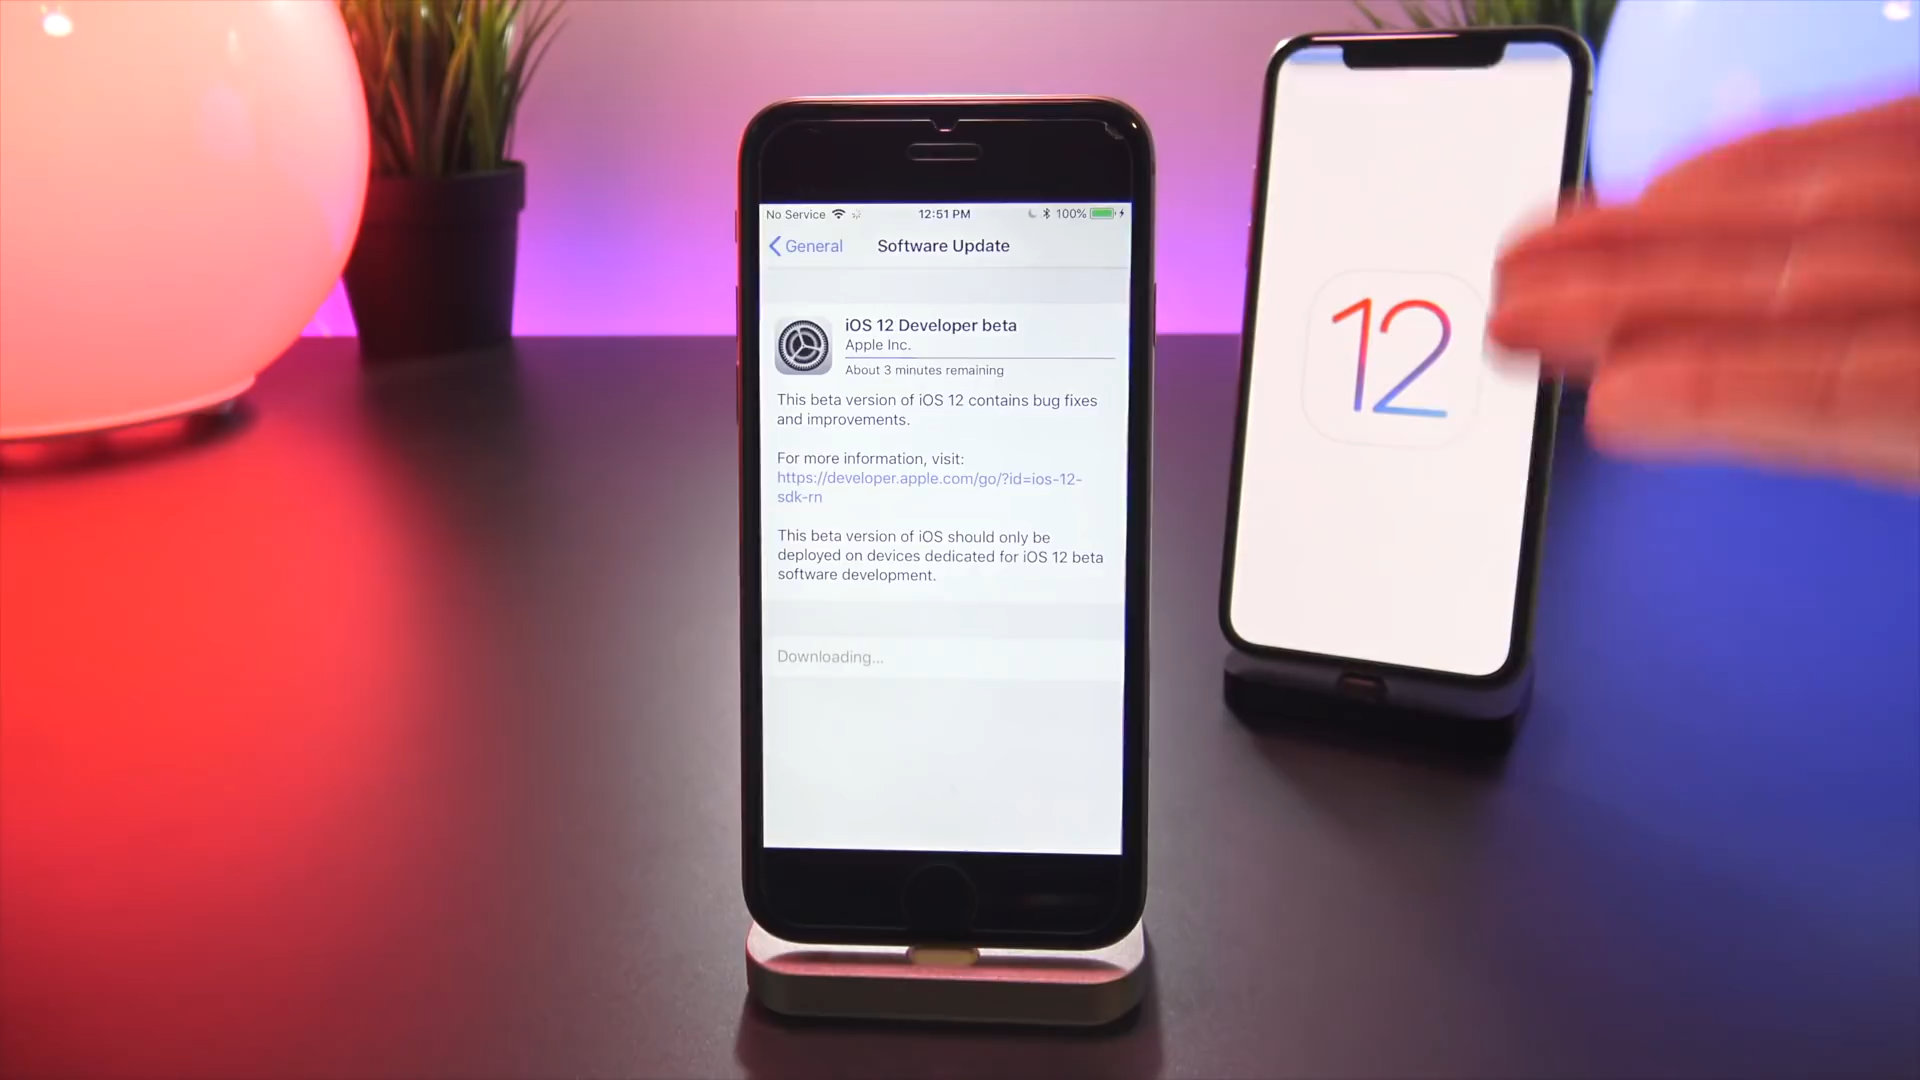 No Service 12:51 PM 100%
General Software Update
iOS 12 Developer beta
Apple Inc.
About 3 minutes remaining
This beta version of iOS 12 contains bug fixes
and improvements.
For more information, visit:
https://developer.apple.com/go/?id=ios-12-
sdk-rn
This beta version of iOS should only be
deployed on devices dedicated for iOS 12 beta
software development.
Downloading...
12